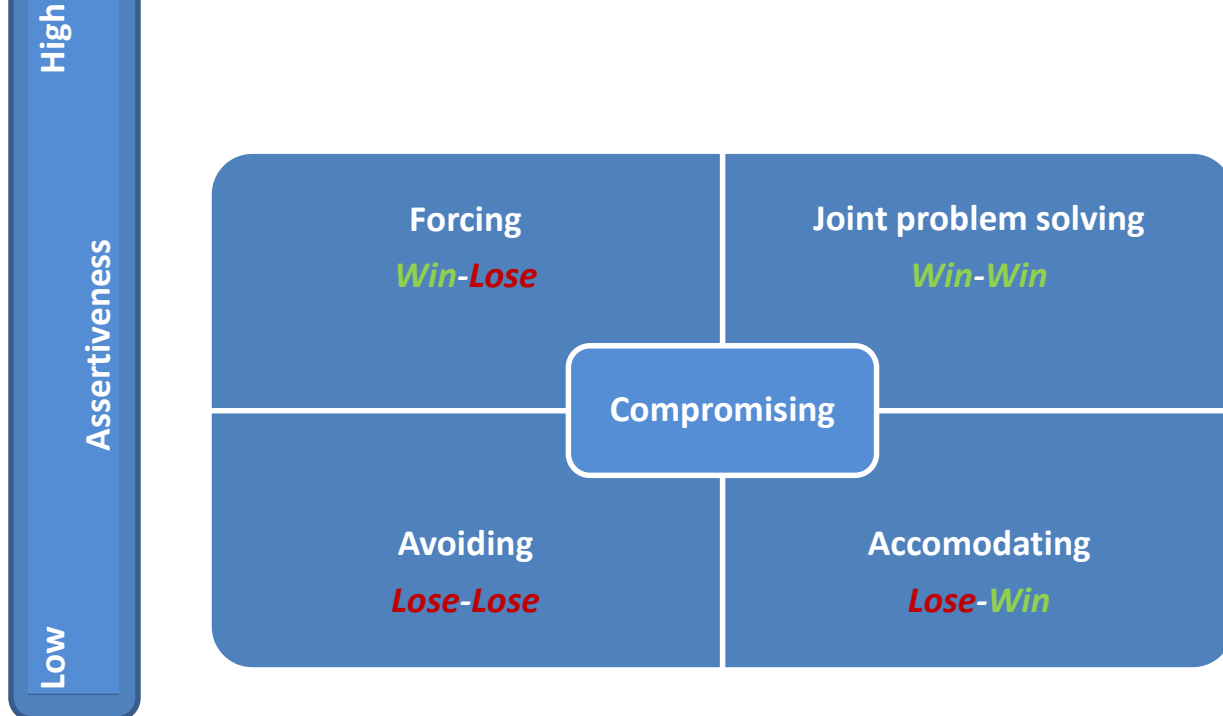 High
Assertiveness
Low
Forcing
Win-Lose
Joint problem solving
Win-Win
Compromising
Avoiding
Lose-Lose
Accomodating
Lose-Win